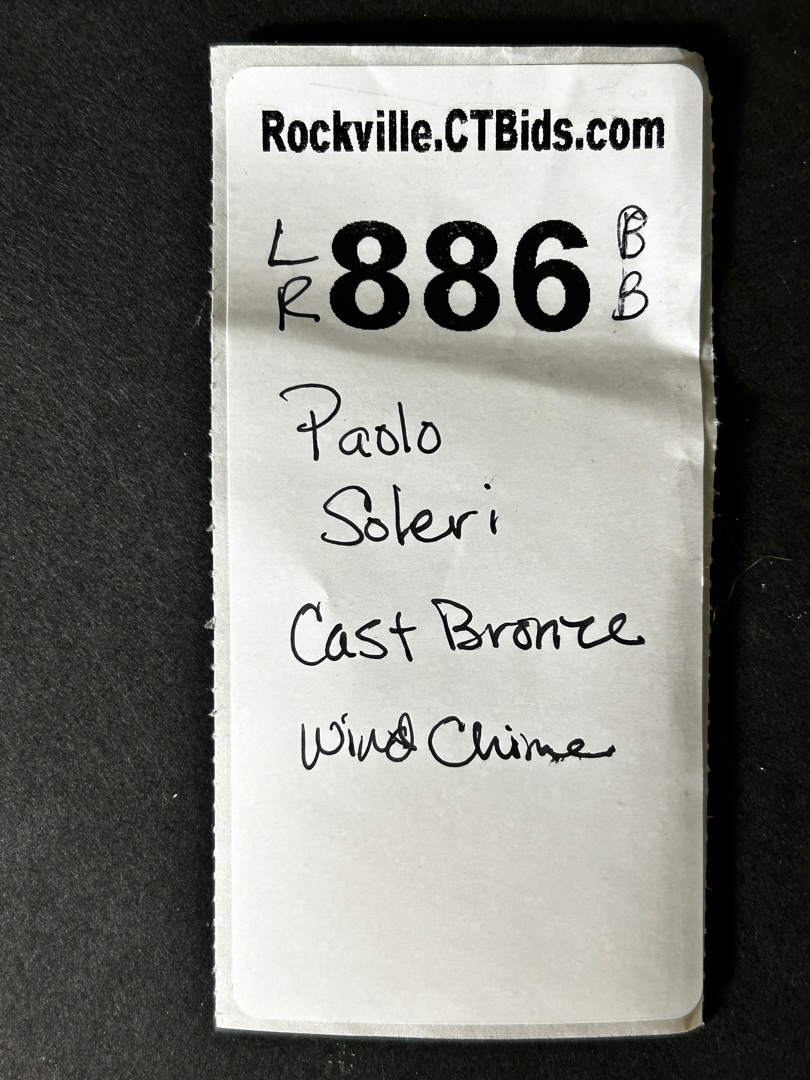 Rockville.CTBids.com
L 886 B
R B
Paolo
Soleri
Cast Bronze
Wind Chime